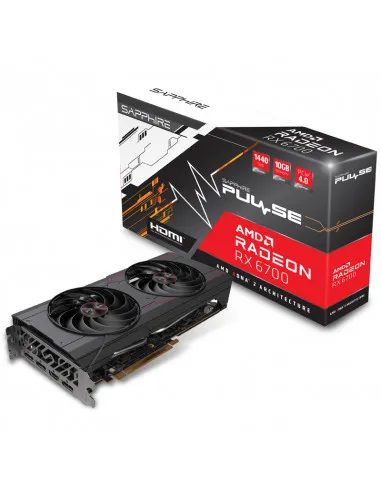 SAPPHIRE
SAPPHIRE
AMD
RADEON
RX 6700
1440
10GB
PCIe
4.0
SAPPHIRE
PULSE
HDMI
AMD
RADEON
RX 6700
AMD RDNA 2 ARCHITECTURE